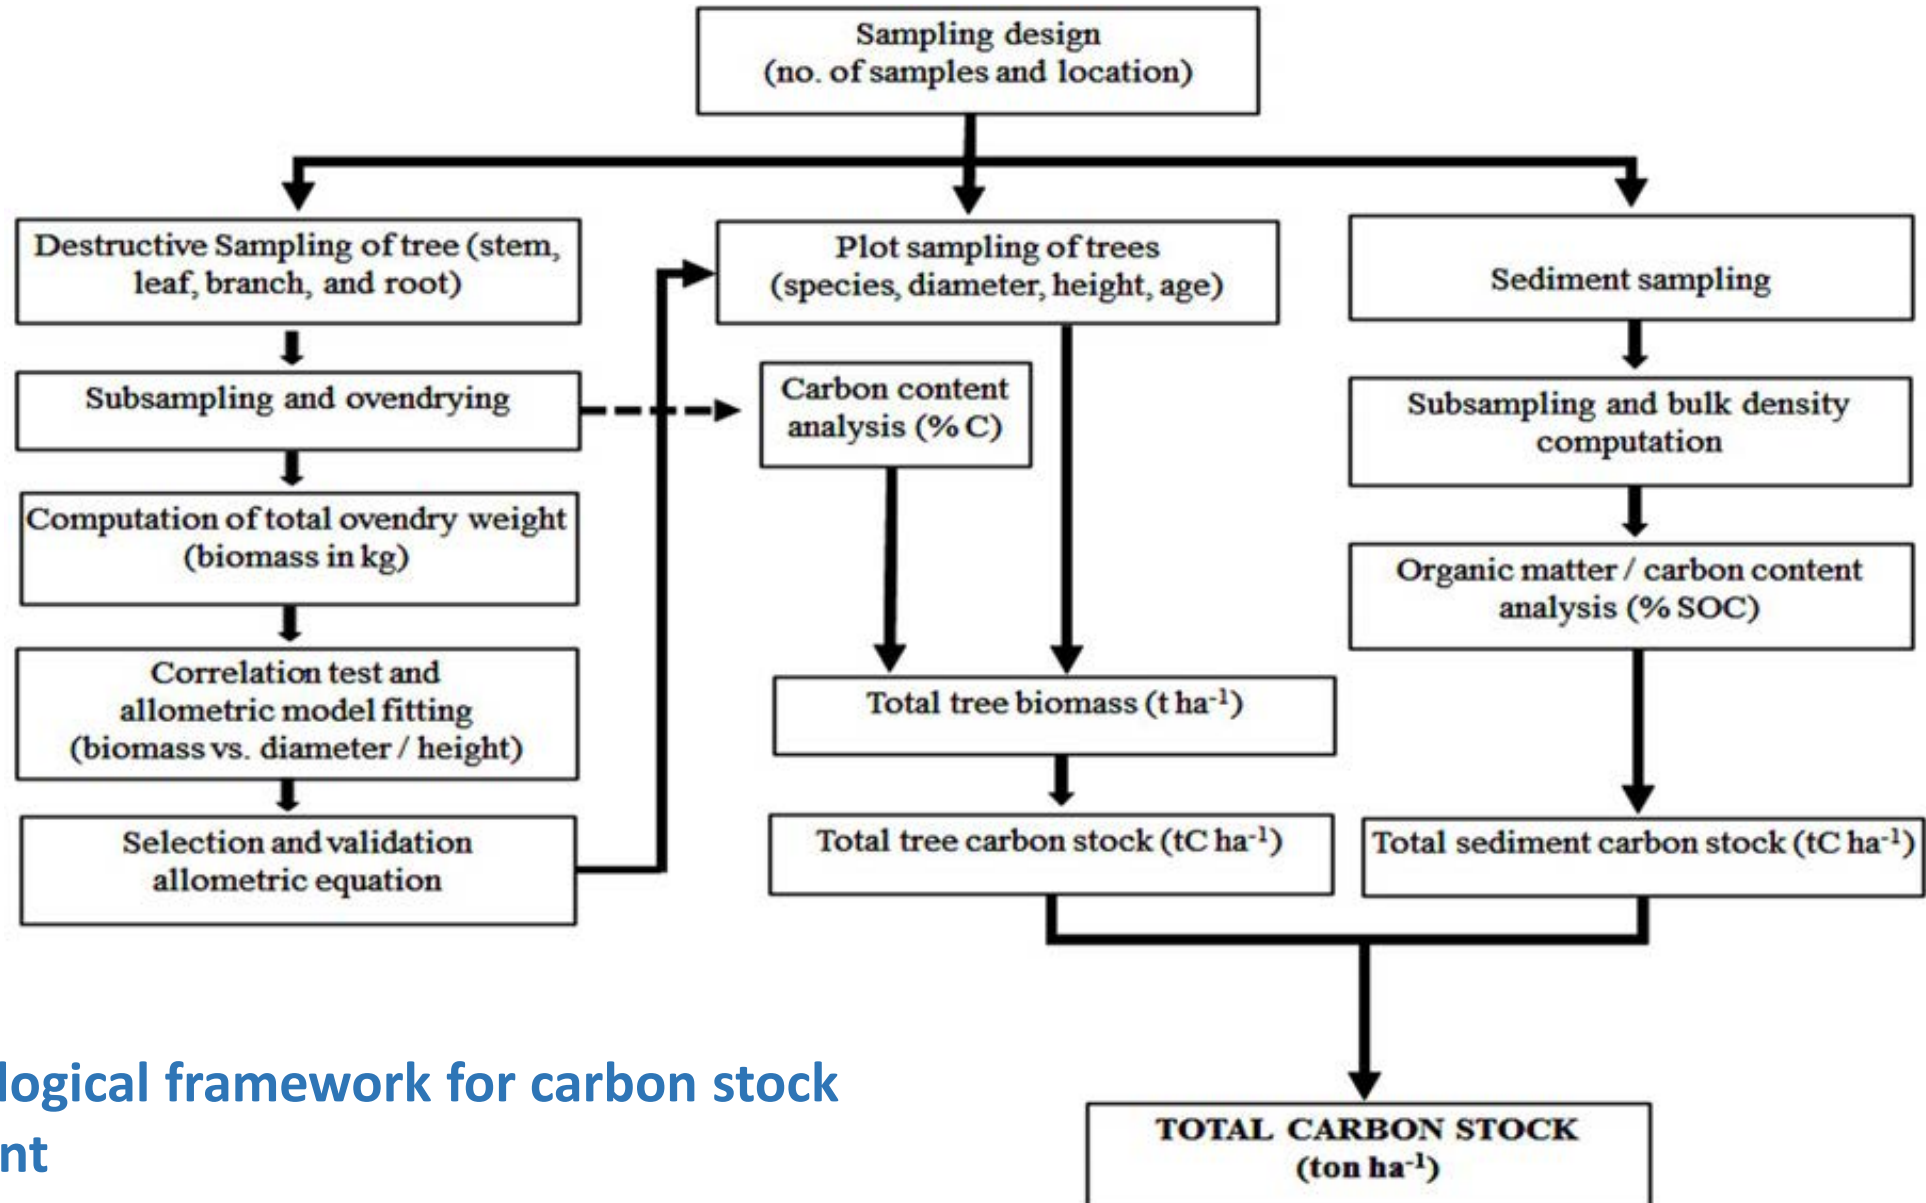 Sampling design
(no. of samples and location)
Destructive Sampling of tree (stem,
leaf, branch, and root)
Subsampling and ovendrying
Computation of total ovendry weight
(biomass in kg)
Correlation test and
allometric model fitting
(biomass vs. diameter / height)
Selection and validation
allometric equation
Plot sampling of trees
(species, diameter, height, age)
Carbon content
analysis (% C)
Total tree biomass (t ha⁻¹)
Total tree carbon stock (tC ha⁻¹)
Sediment sampling
Subsampling and bulk density
computation
Organic matter / carbon content
analysis (% SOC)
Total sediment carbon stock (tC ha⁻¹)
TOTAL CARBON STOCK
(ton ha⁻¹)
logical framework for carbon stock
nt